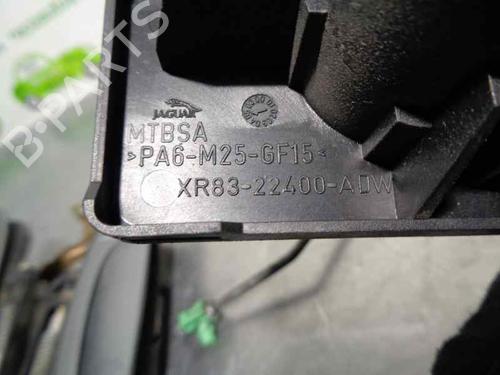 JAGUAR
MTBSA
>PA6-M25-GF15<
XR83-22400-ADW
B-PARTS